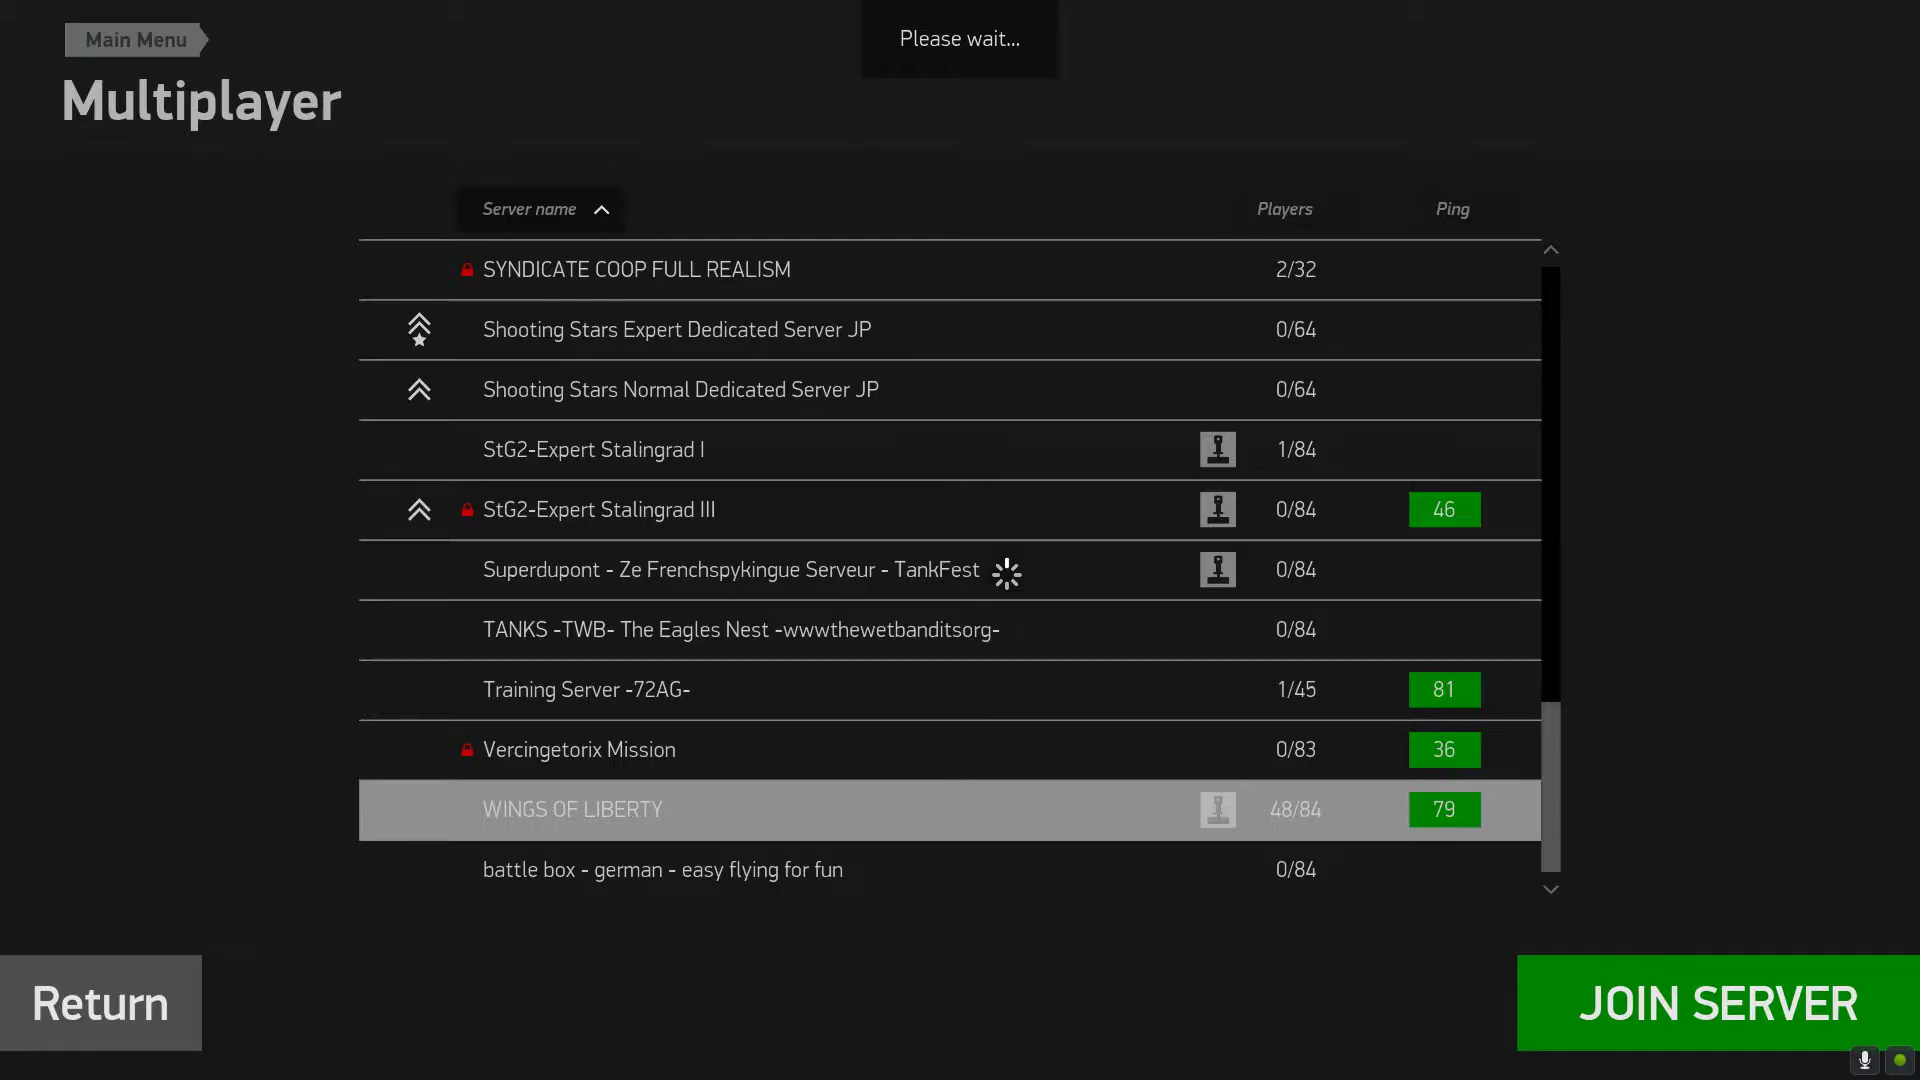 Main Menu
Please wait...
Multiplayer
Server name Players Ping
SYNDICATE COOP FULL REALISM 2/32
Shooting Stars Expert Dedicated Server JP 0/64
Shooting Stars Normal Dedicated Server JP 0/64
StG2-Expert Stalingrad I 1/84
StG2-Expert Stalingrad III 0/84 46
Superdupont - Ze Frenchspykingue Serveur - TankFest 0/84
TANKS -TWB- The Eagles Nest -wwwthewetbanditsorg- 0/84
Training Server -72AG- 1/45 81
Vercingetorix Mission 0/83 36
WINGS OF LIBERTY 48/84 79
battle box - german - easy flying for fun 0/84
Return JOIN SERVER